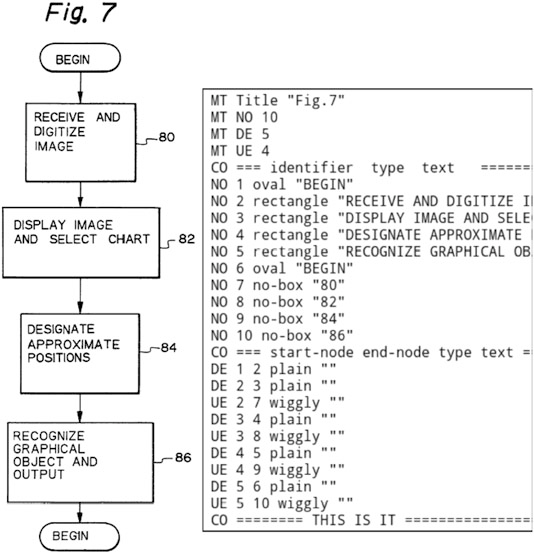 Fig. 7
BEGIN
RECEIVE AND
DIGITIZE
IMAGE
80
DISPLAY IMAGE
AND SELECT CHART
82
DESIGNATE
APPROXIMATE
POSITIONS
84
RECOGNIZE
GRAPHICAL
OBJECT AND
OUTPUT
86
BEGIN
MT Title "Fig.7"
MT NO 10
MT DE 5
MT UE 4
CO === identifier type text ======
NO 1 oval "BEGIN"
NO 2 rectangle "RECEIVE AND DIGITIZE
NO 3 rectangle "DISPLAY IMAGE AND SELE
NO 4 rectangle "DESIGNATE APPROXIMATE
NO 5 rectangle "RECOGNIZE GRAPHICAL OB
NO 6 oval "BEGIN"
NO 7 no-box "80"
NO 8 no-box "82"
NO 9 no-box "84"
NO 10 no-box "86"
CO === start-node end-node type text =
DE 1 2 plain ""
DE 2 3 plain ""
UE 2 7 wiggly ""
DE 3 4 plain ""
UE 3 8 wiggly ""
DE 4 5 plain ""
UE 4 9 wiggly ""
DE 5 6 plain ""
UE 5 10 wiggly ""
CO ======== THIS IS IT ===============